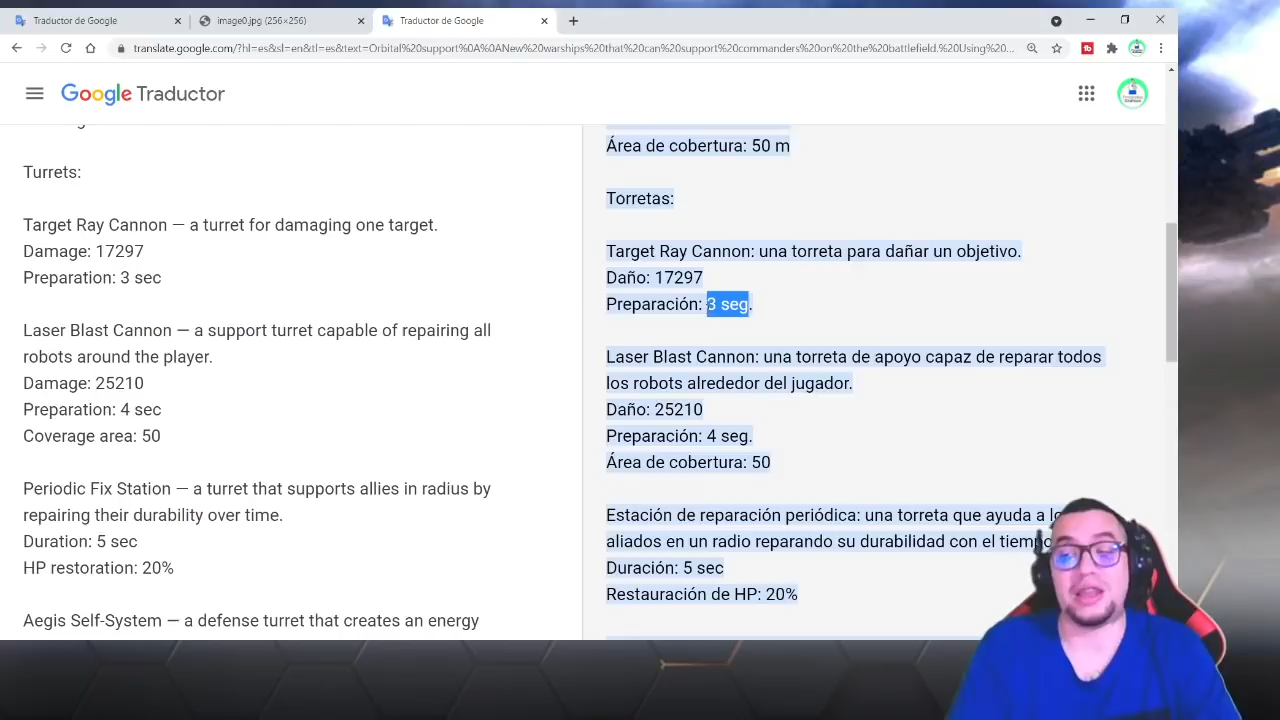 Traductor de Google
image0.jpg (256×256)
Traductor de Google
translate.google.com/?hl=es&sl=en&tl=es&text=Orbital%20support%0A%0ANew%20warships%20that%20can%20support%20commanders%20on%20the%20battlefield.%20Using%20...
Google Traductor
Turrets:
Target Ray Cannon — a turret for damaging one target.
Damage: 17297
Preparation: 3 sec
Laser Blast Cannon — a support turret capable of repairing all
robots around the player.
Damage: 25210
Preparation: 4 sec
Coverage area: 50
Periodic Fix Station — a turret that supports allies in radius by
repairing their durability over time.
Duration: 5 sec
HP restoration: 20%
Aegis Self-System — a defense turret that creates an energy
Área de cobertura: 50 m
Torretas:
Target Ray Cannon: una torreta para dañar un objetivo.
Daño: 17297
Preparación: 3 seg.
Laser Blast Cannon: una torreta de apoyo capaz de reparar todos
los robots alrededor del jugador.
Daño: 25210
Preparación: 4 seg.
Área de cobertura: 50
Estación de reparación periódica: una torreta que ayuda a
aliados en un radio reparando su durabilidad con el
Duración: 5 sec
Restauración de HP: 20%